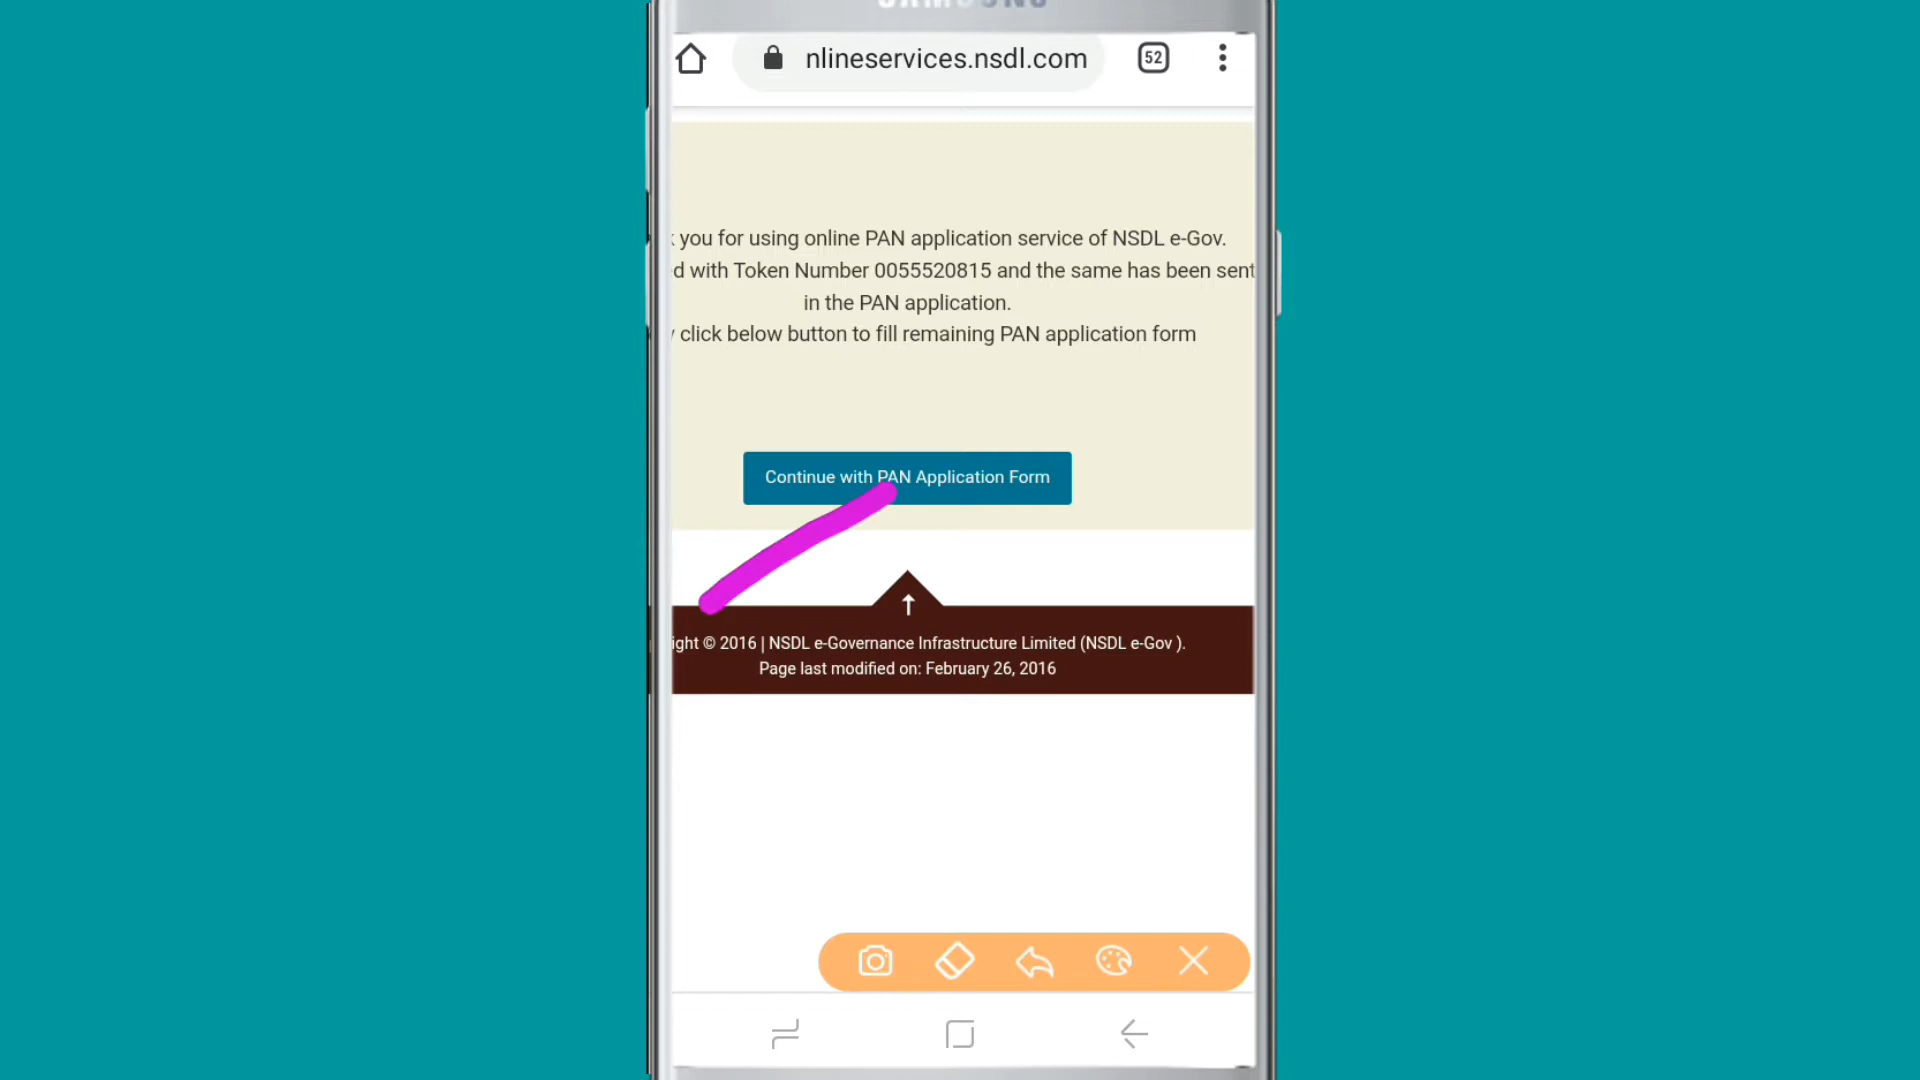 SAMSUNG
nlineservices.nsdl.com
52
you for using online PAN application service of NSDL e-Gov.
d with Token Number 0055520815 and the same has been sent
in the PAN application.
click below button to fill remaining PAN application form
Continue with PAN Application Form
ight © 2016 | NSDL e-Governance Infrastructure Limited (NSDL e-Gov ).
Page last modified on: February 26, 2016